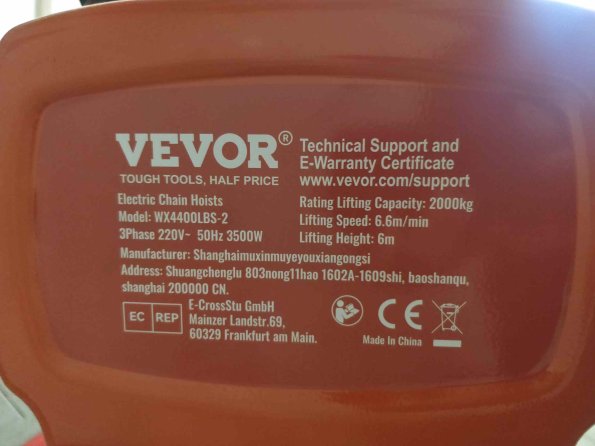 VEVOR®
TOUGH TOOLS, HALF PRICE
Technical Support and
E-Warranty Certificate
www.vevor.com/support
Electric Chain Hoists
Model: WX4400LBS-2
3Phase 220V~ 50Hz 3500W
Rating Lifting Capacity: 2000kg
Lifting Speed: 6.6m/min
Lifting Height: 6m
Manufacturer: Shanghaimuxinmuyeyouxiangongsi
Address: Shuangchenglu 803nong11hao 1602A-1609shi, baoshanqu,
shanghai 200000 CN.
EC REP
E-CrossStu GmbH
Mainzer Landstr.69,
60329 Frankfurt am Main.
CE
Made In China